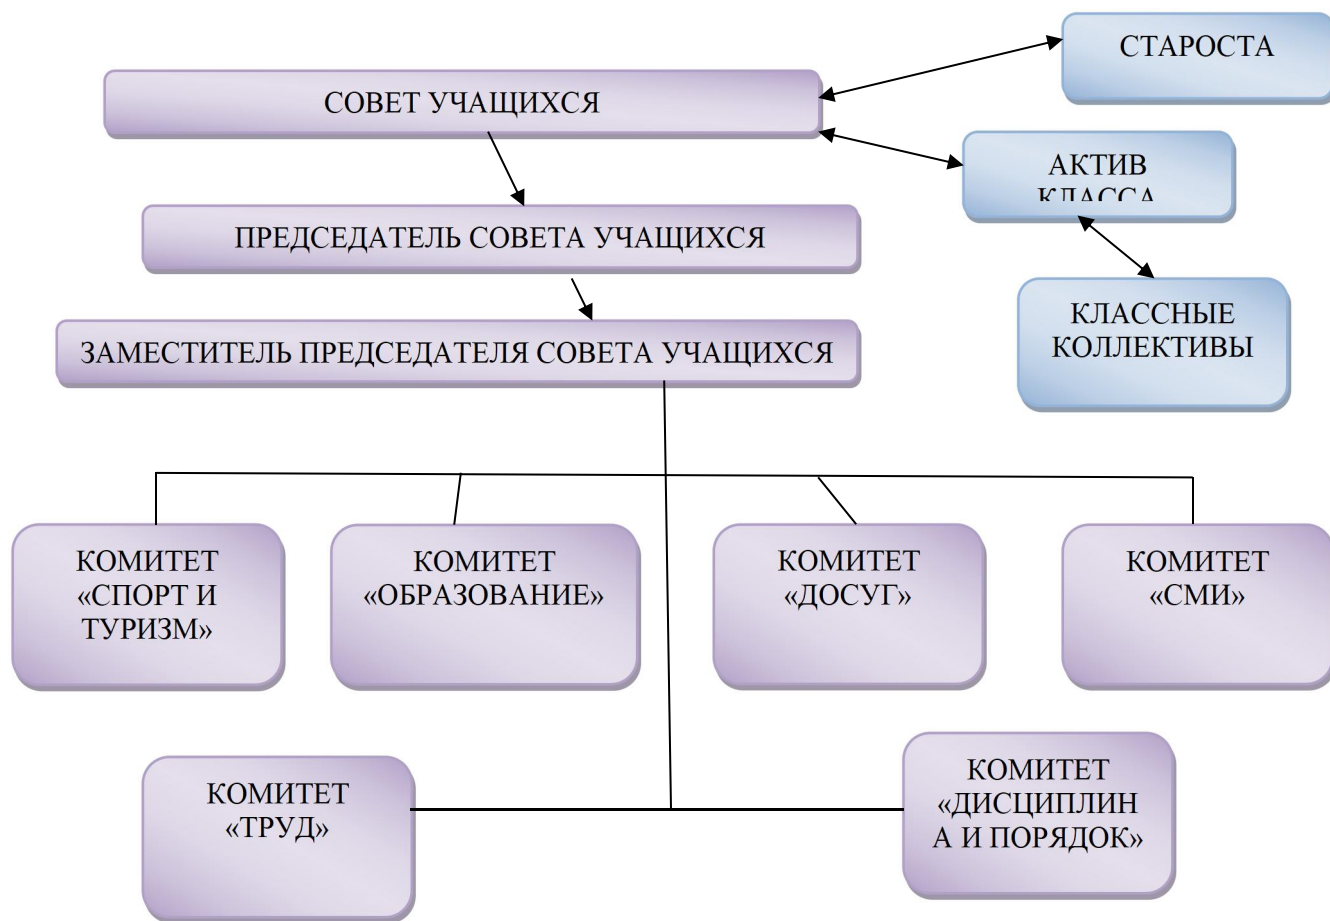 СТАРОСТА
СОВЕТ УЧАЩИХСЯ
АКТИВ
КЛАССА
ПРЕДСЕДАТЕЛЬ СОВЕТА УЧАЩИХСЯ
КЛАССНЫЕ
КОЛЛЕКТИВЫ
ЗАМЕСТИТЕЛЬ ПРЕДСЕДАТЕЛЯ СОВЕТА УЧАЩИХСЯ
КОМИТЕТ
«СПОРТ И
ТУРИЗМ»
КОМИТЕТ
«ОБРАЗОВАНИЕ»
КОМИТЕТ
«ДОСУГ»
КОМИТЕТ
«СМИ»
КОМИТЕТ
«ТРУД»
КОМИТЕТ
«ДИСЦИПЛИН
А И ПОРЯДОК»